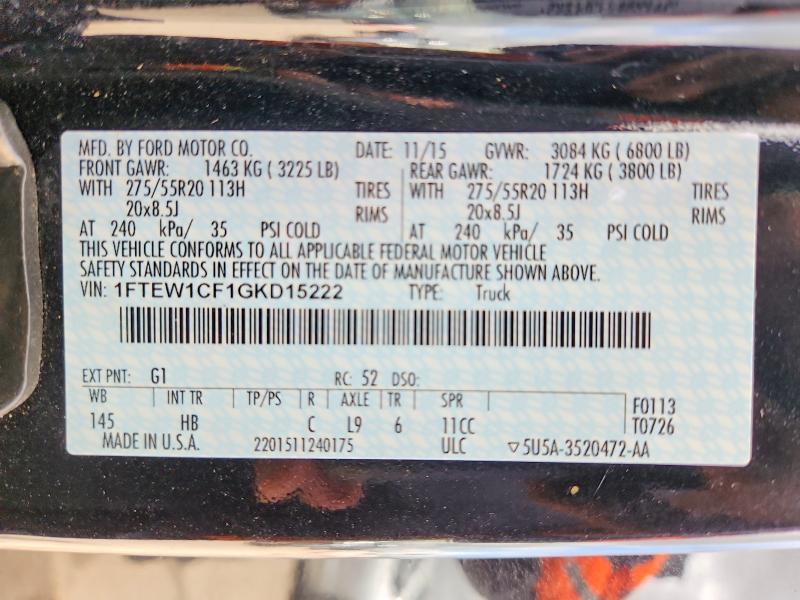 MFD. BY FORD MOTOR CO. DATE: 11/15 GVWR: 3084 KG ( 6800 LB)
FRONT GAWR: 1463 KG ( 3225 LB) REAR GAWR: 1724 KG ( 3800 LB)
WITH 275/55R20 113H TIRES WITH 275/55R20 113H TIRES
20x8.5J RIMS 20x8.5J RIMS
AT 240 kPa/ 35 PSI COLD AT 240 kPa/ 35 PSI COLD
THIS VEHICLE CONFORMS TO ALL APPLICABLE FEDERAL MOTOR VEHICLE
SAFETY STANDARDS IN EFFECT ON THE DATE OF MANUFACTURE SHOWN ABOVE.
VIN: 1FTEW1CF1GKD15222 TYPE: Truck
EXT PNT: G1 RC: 52 DSO:
WB INT TR TP/PS R AXLE TR SPR F0113
145 HB C L9 6 11CC T0726
MADE IN U.S.A. 2201511240175 ULC ▽5U5A-3520472-AA